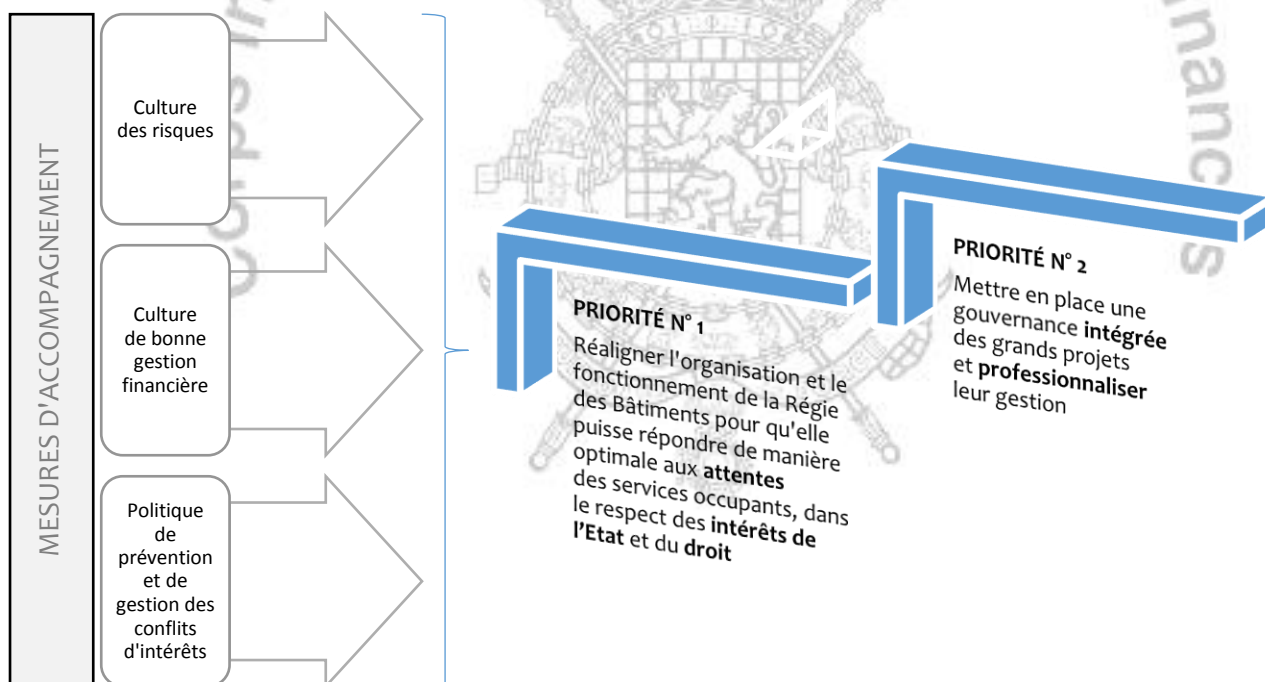 MESURES D'ACCOMPAGNEMENT
Culture
des risques
Culture
de bonne
gestion
financière
Politique
de
prévention
et de
gestion des
conflits
d'intérêts
PRIORITÉ N° 1
Réaligner l'organisation et le
fonctionnement de la Régie
des Bâtiments pour qu'elle
puisse répondre de manière
optimale aux attentes
des services occupants, dans
le respect des intérêts de
l'Etat et du droit
PRIORITÉ N° 2
Mettre en place une
gouvernance intégrée
des grands projets
et professionnaliser
leur gestion